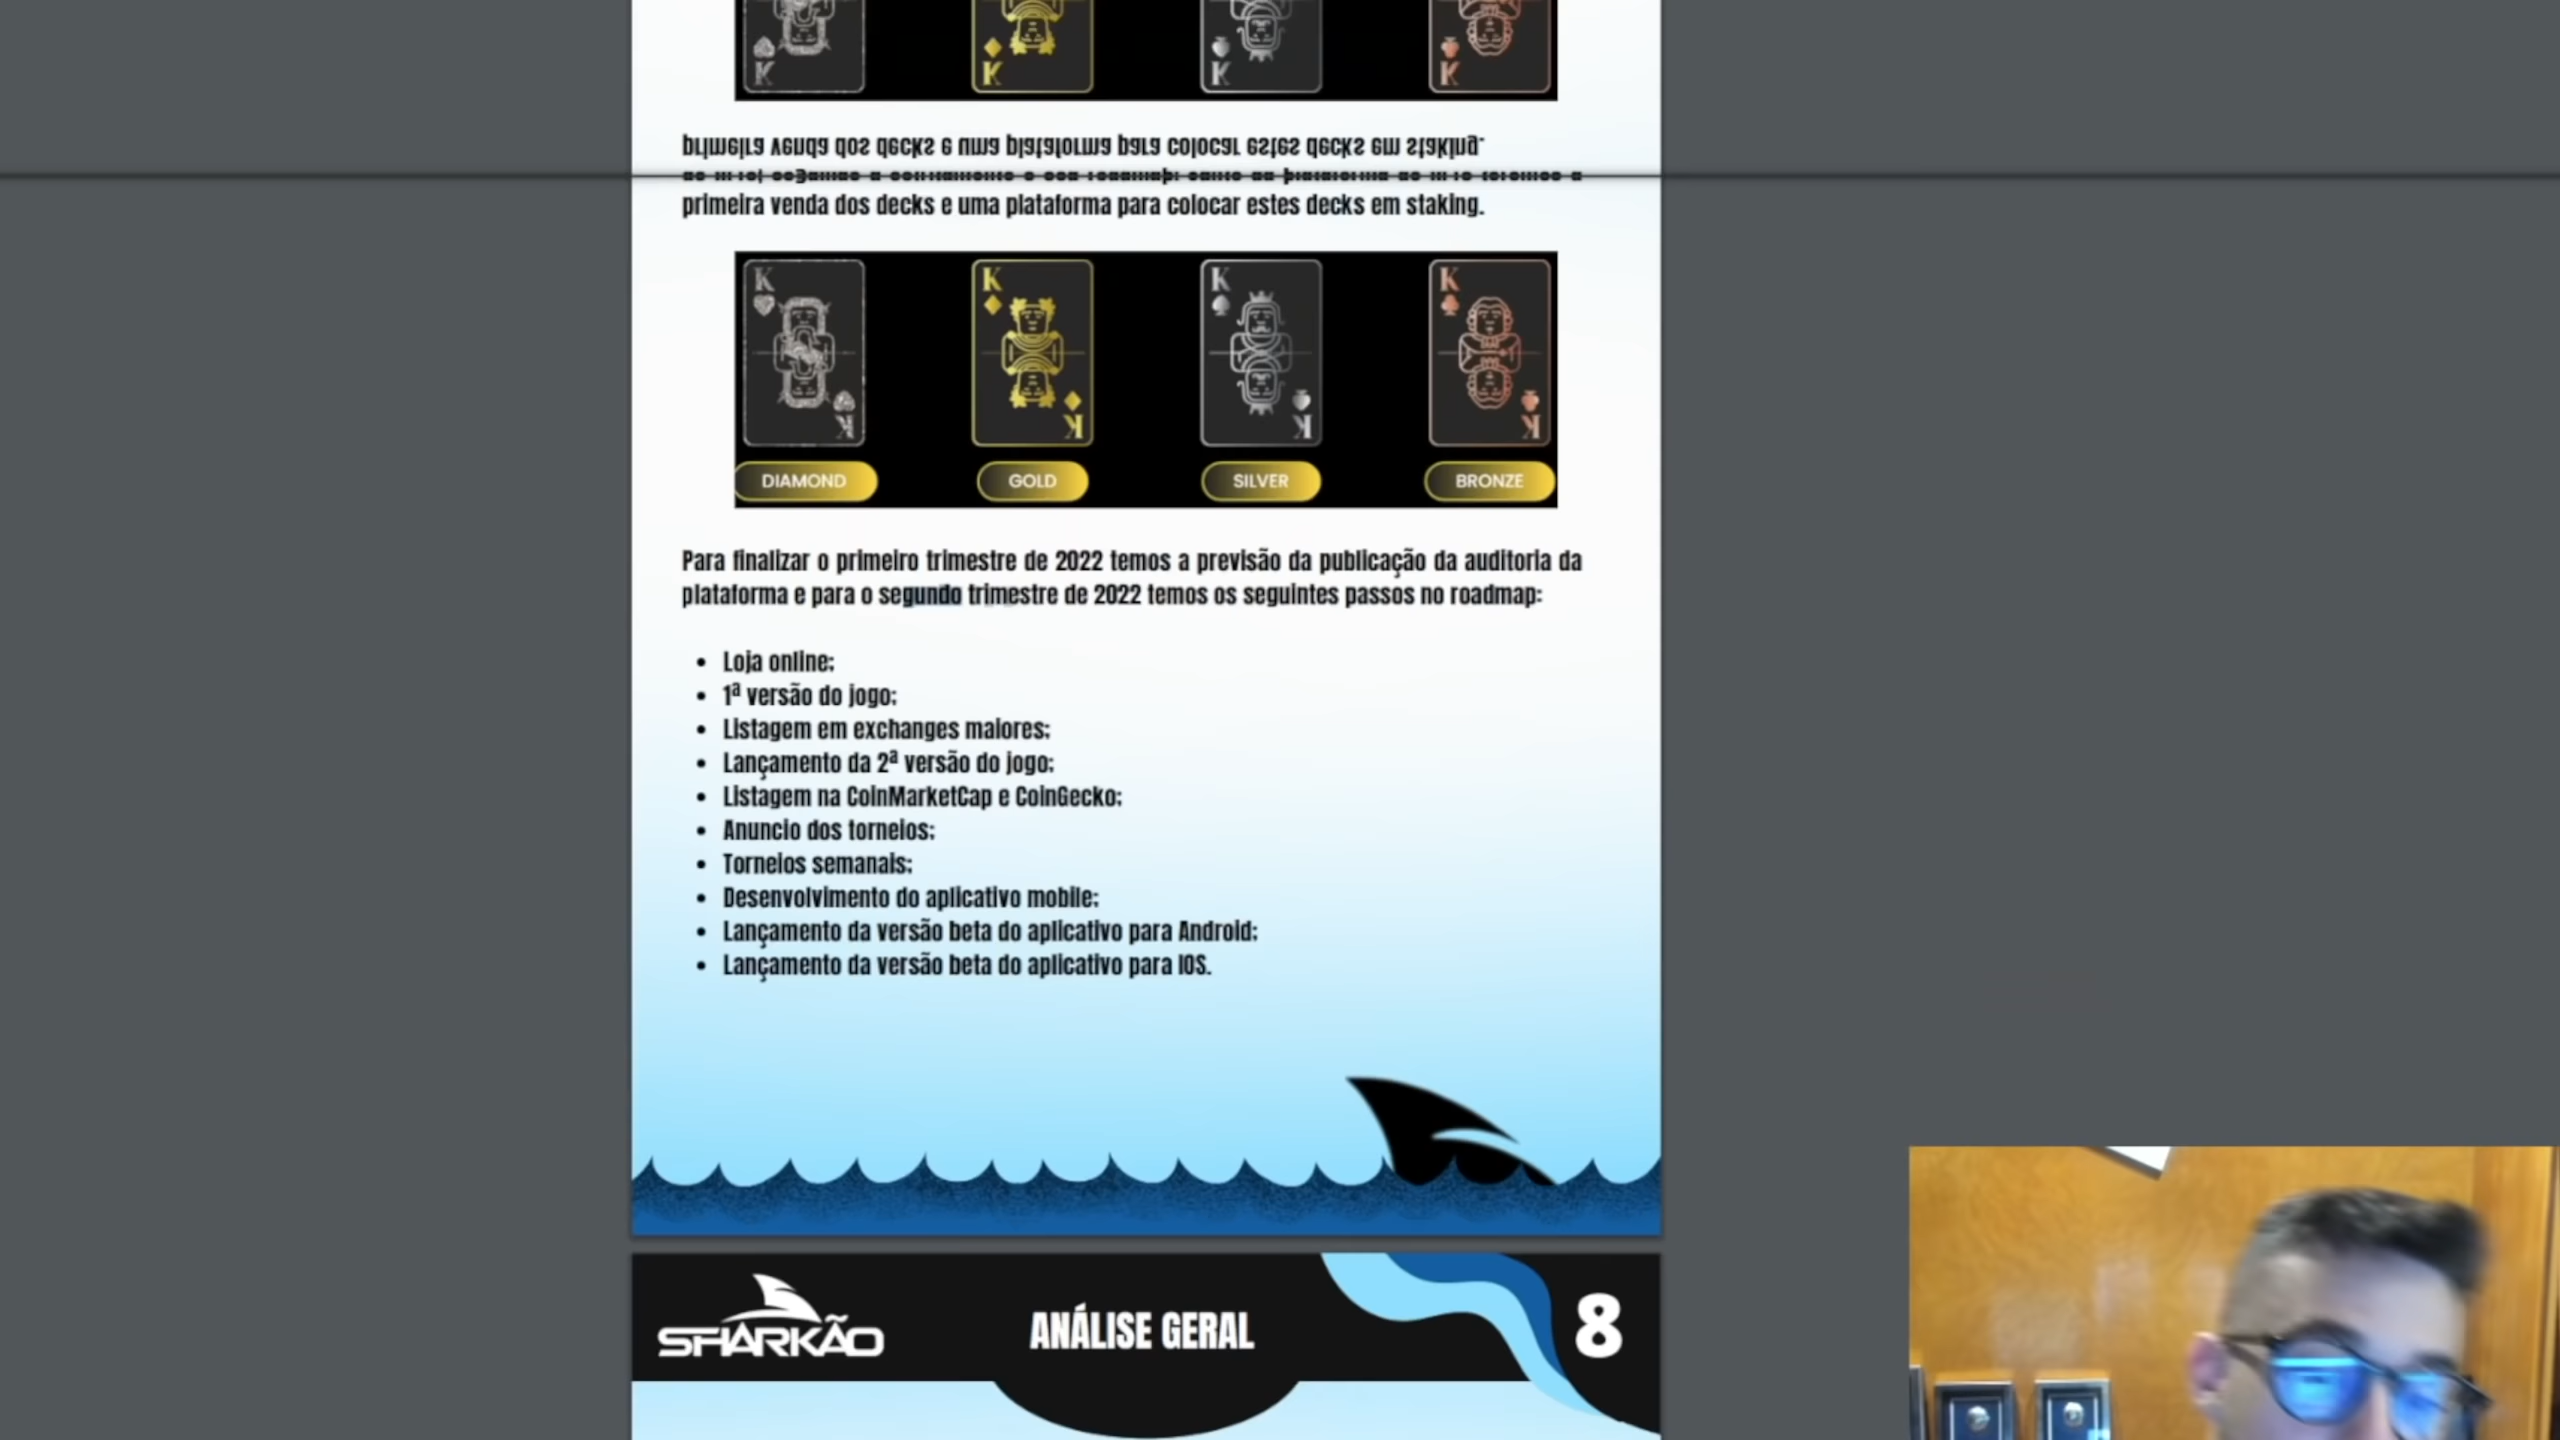 K K K K
primeira venda dos decks e uma plataforma para colocar estes decks em staking.
primeira venda dos decks e uma plataforma para colocar estes decks em staking.
K K K K
K K K K
DIAMOND GOLD SILVER BRONZE
Para finalizar o primeiro trimestre de 2022 temos a previsão da publicação da auditoria da
plataforma e para o segundo trimestre de 2022 temos os seguintes passos no roadmap:
• Loja online;
• 1ª versão do jogo;
• Listagem em exchanges maiores;
• Lançamento da 2ª versão do jogo;
• Listagem na CoinMarketCap e CoinGecko;
• Anuncio dos torneios;
• Torneios semanais;
• Desenvolvimento do aplicativo mobile;
• Lançamento da versão beta do aplicativo para Android;
• Lançamento da versão beta do aplicativo para IOS.
SHARKÃO
ANÁLISE GERAL
8